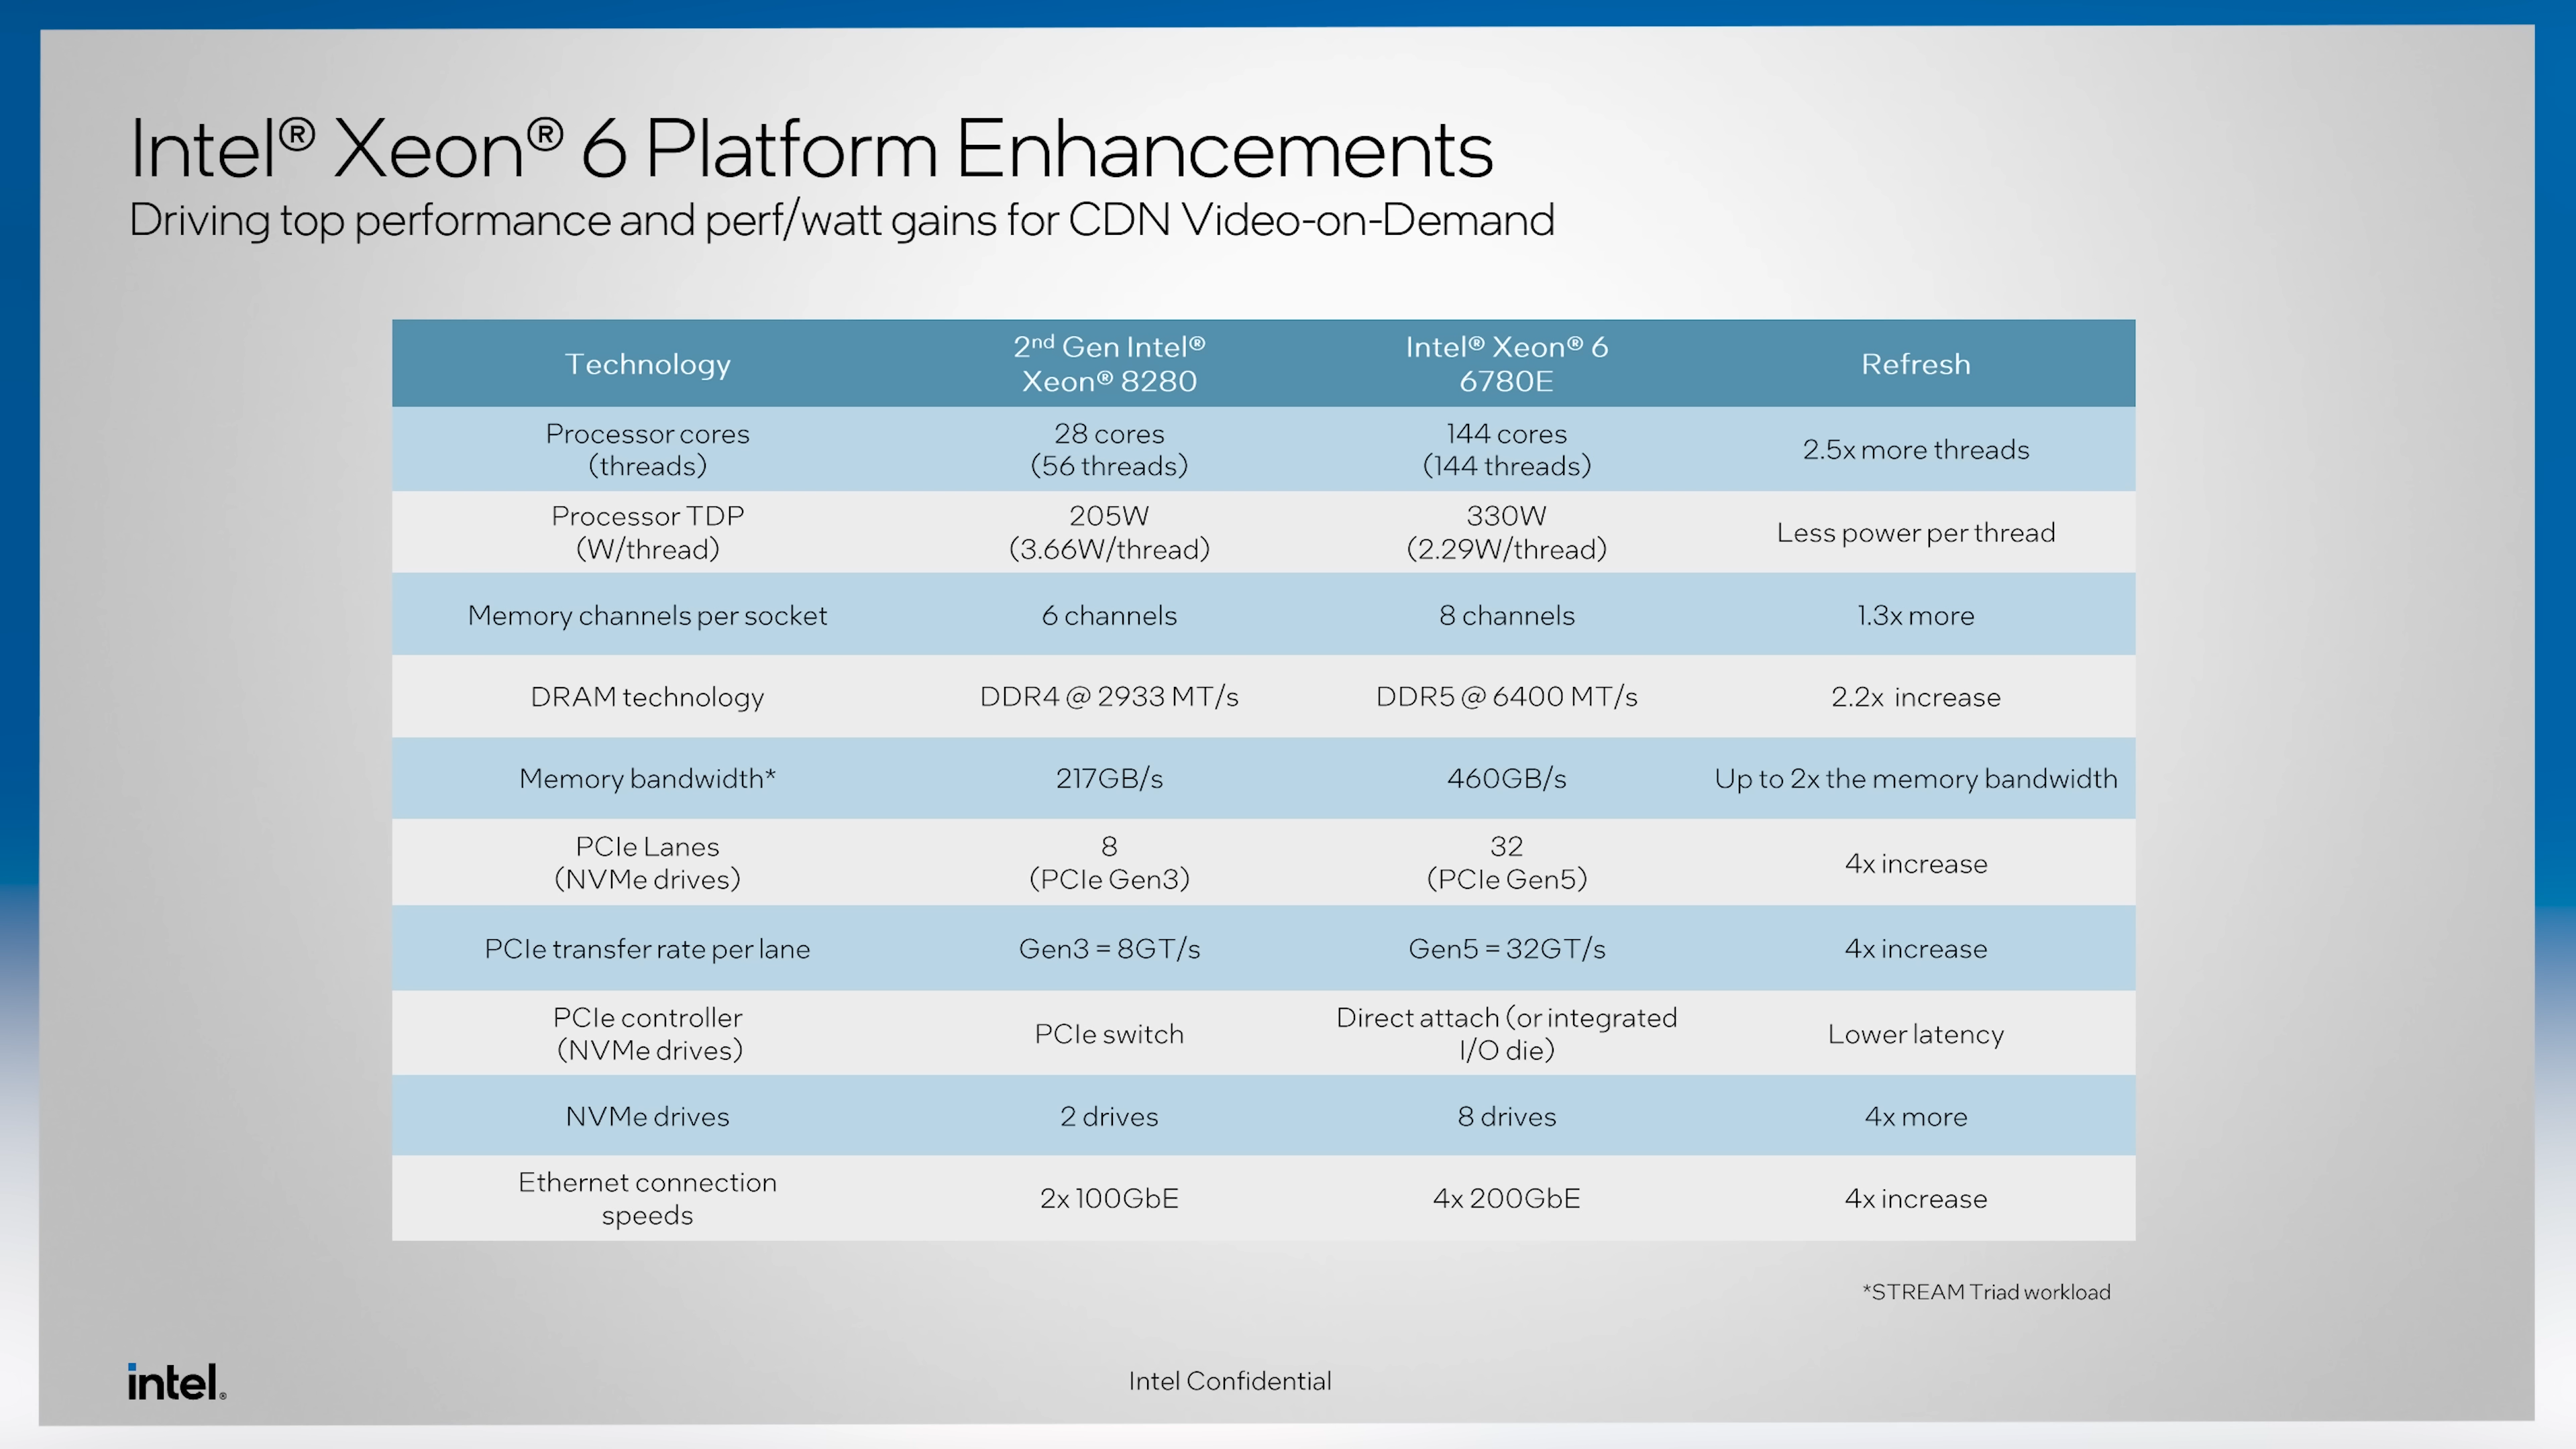 Intel® Xeon® 6 Platform Enhancements
Driving top performance and perf/watt gains for CDN Video-on-Demand
Technology
2nd Gen Intel®
Xeon® 8280
Intel® Xeon® 6
6780E
Refresh
Processor cores
(threads)
28 cores
(56 threads)
144 cores
(144 threads)
2.5x more threads
Processor TDP
(W/thread)
205W
(3.66W/thread)
330W
(2.29W/thread)
Less power per thread
Memory channels per socket
6 channels
8 channels
1.3x more
DRAM technology
DDR4 @ 2933 MT/s
DDR5 @ 6400 MT/s
2.2x increase
Memory bandwidth*
217GB/s
460GB/s
Up to 2x the memory bandwidth
PCIe Lanes
(NVMe drives)
8
(PCIe Gen3)
32
(PCIe Gen5)
4x increase
PCIe transfer rate per lane
Gen3 = 8GT/s
Gen5 = 32GT/s
4x increase
PCIe controller
(NVMe drives)
PCIe switch
Direct attach (or integrated
I/O die)
Lower latency
NVMe drives
2 drives
8 drives
4x more
Ethernet connection
speeds
2x 100GbE
4x 200GbE
4x increase
*STREAM Triad workload
intel®
Intel Confidential